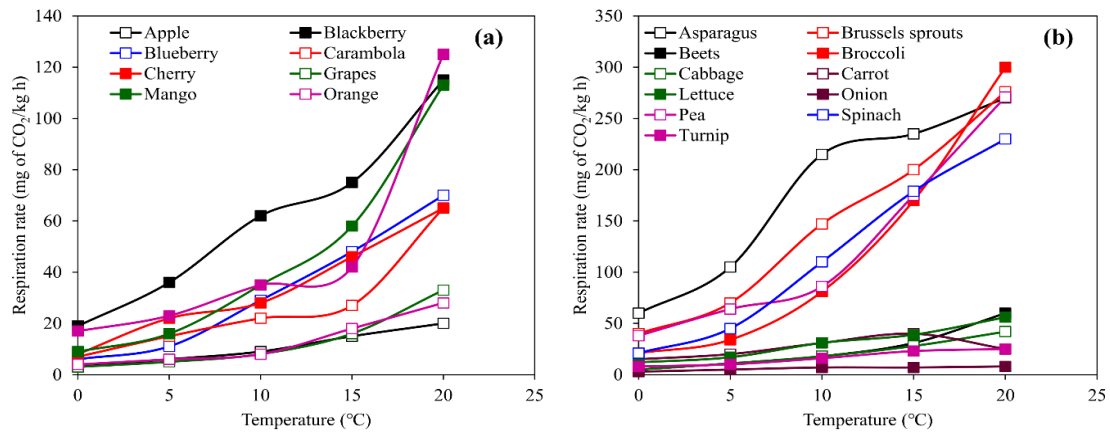 Respiration rate (mg of CO₂/kg h)
140
120
100
80
60
40
20
0
Apple
Blackberry
Blueberry
Carambola
Cherry
Grapes
Mango
Orange
(a)
0
5
10
15
20
25
Temperature (°C)
Respiration rate (mg of CO₂/kg h)
350
300
250
200
150
100
50
0
Asparagus
Brussels sprouts
Beets
Broccoli
Cabbage
Carrot
Lettuce
Onion
Pea
Spinach
Turnip
(b)
0
5
10
15
20
25
Temperature (°C)